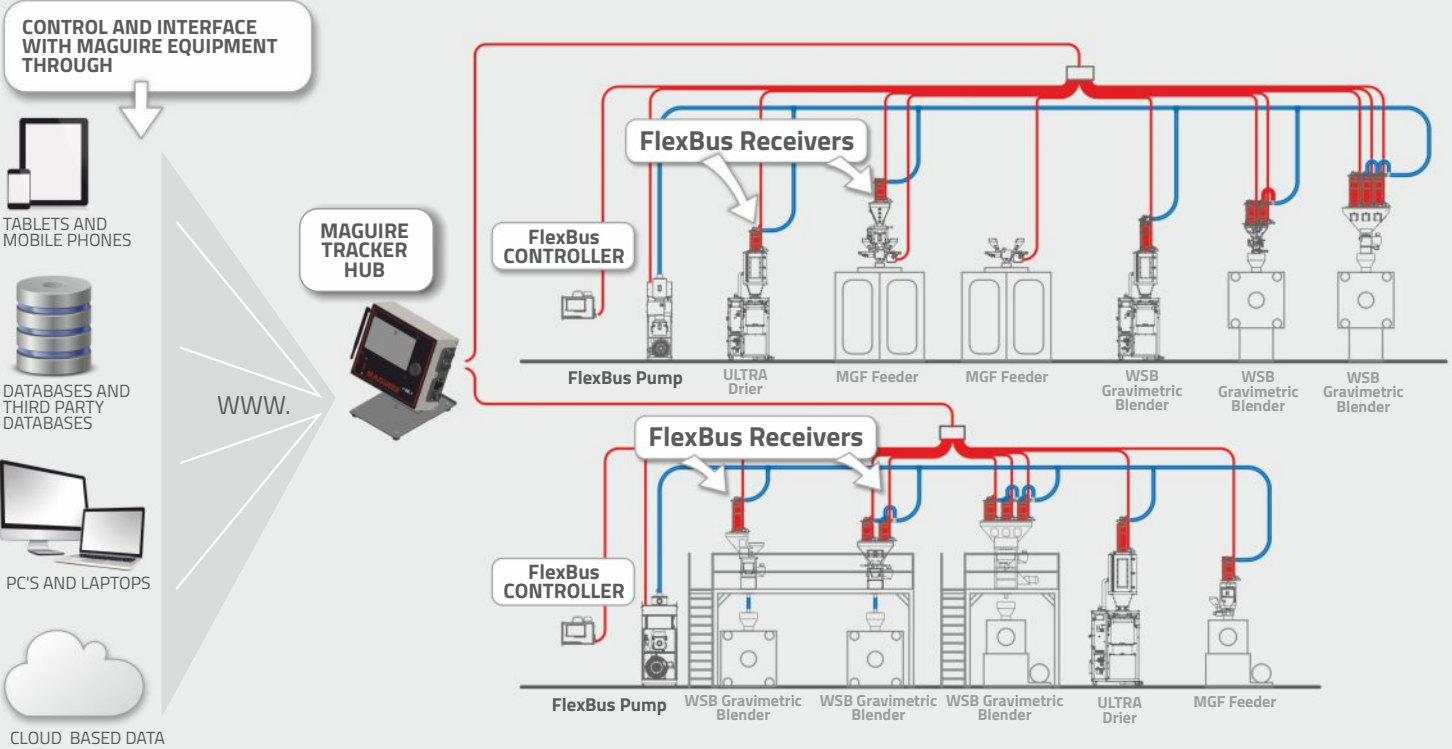 CONTROL AND INTERFACE
WITH MAGUIRE EQUIPMENT
THROUGH
TABLETS AND
MOBILE PHONES
DATABASES AND
THIRD PARTY
DATABASES
PC'S AND LAPTOPS
CLOUD BASED DATA
WWW.
MAGUIRE
TRACKER
HUB
MAGUIRE
FlexBus Receivers
FlexBus
CONTROLLER
FlexBus Pump
ULTRA
Drier
MGF Feeder
MGF Feeder
WSB
Gravimetric
Blender
WSB
Gravimetric
Blender
WSB
Gravimetric
Blender
FlexBus Receivers
FlexBus
CONTROLLER
FlexBus Pump
WSB Gravimetric
Blender
WSB Gravimetric
Blender
WSB Gravimetric
Blender
ULTRA
Drier
MGF Feeder